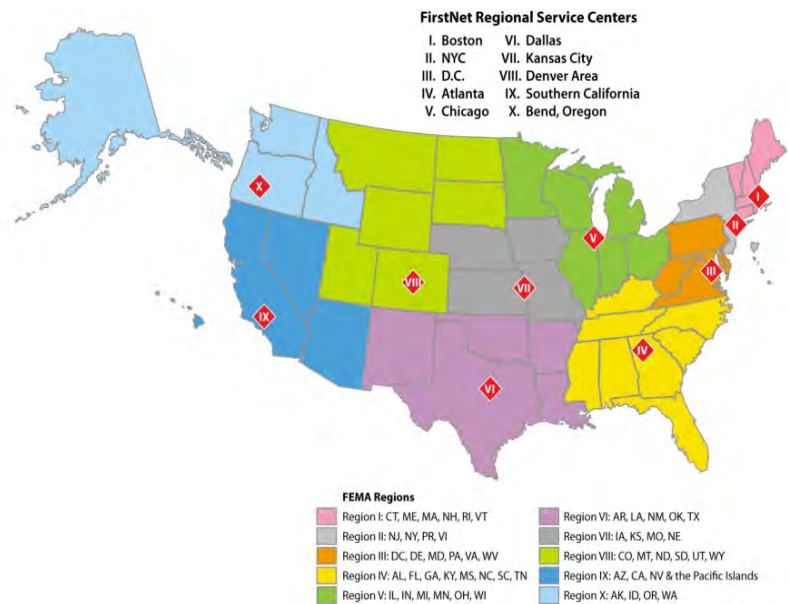 FirstNet Regional Service Centers
I. Boston VI. Dallas
II. NYC VII. Kansas City
III. D.C. VIII. Denver Area
IV. Atlanta IX. Southern California
V. Chicago X. Bend, Oregon
X
I
II
V
III
VIII
VII
IX
IV
VI
FEMA Regions
Region I: CT, ME, MA, NH, RI, VT
Region II: NJ, NY, PR, VI
Region III: DC, DE, MD, PA, VA, WV
Region IV: AL, FL, GA, KY, MS, NC, SC, TN
Region V: IL, IN, MI, MN, OH, WI
Region VI: AR, LA, NM, OK, TX
Region VII: IA, KS, MO, NE
Region VIII: CO, MT, ND, SD, UT, WY
Region IX: AZ, CA, NV & the Pacific Islands
Region X: AK, ID, OR, WA